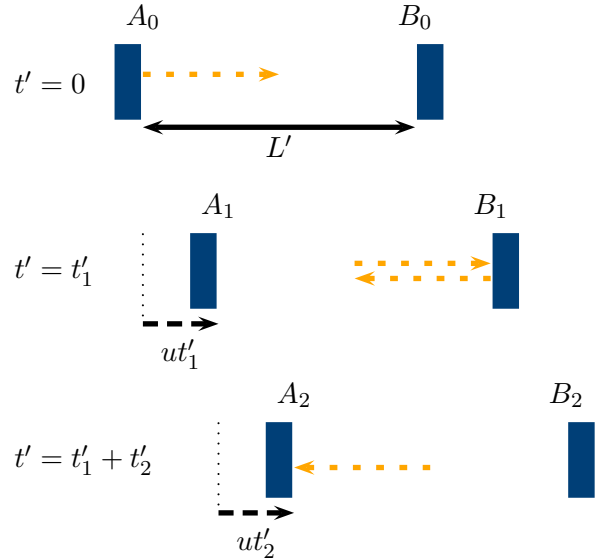 A₀ B₀
t′ = 0
L′
A₁ B₁
t′ = t′₁
ut′₁
A₂ B₂
t′ = t′₁ + t′₂
ut′₂